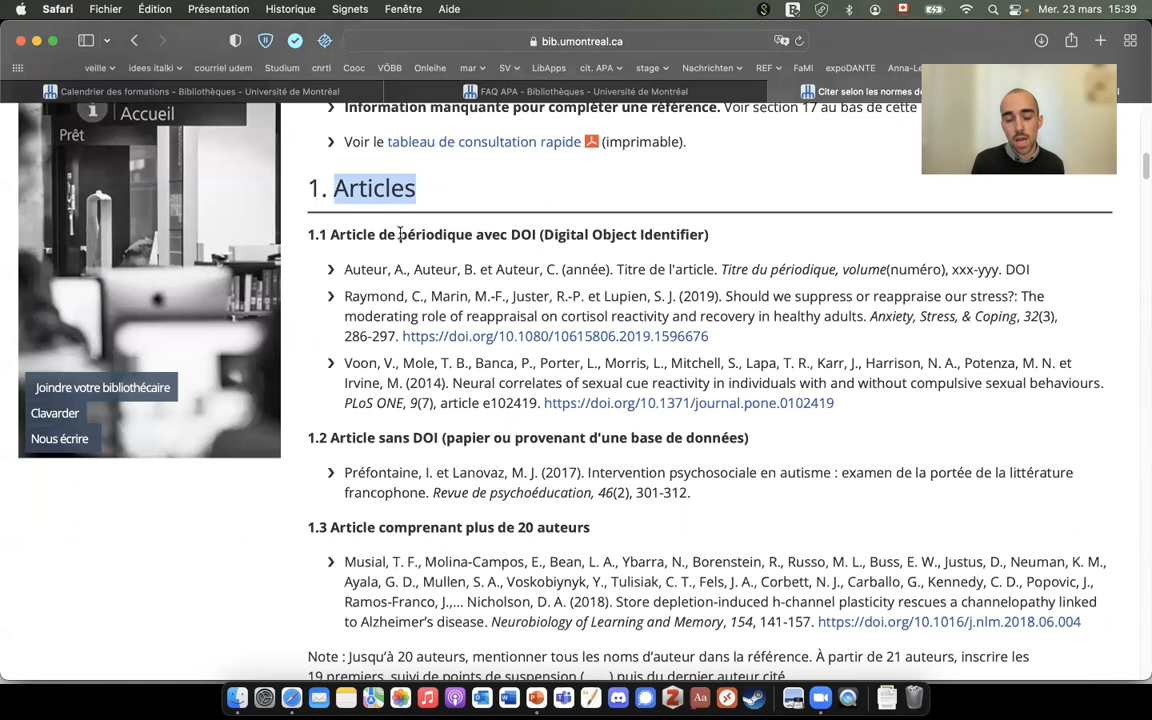 Safari Fichier Édition Présentation Historique Signets Fenêtre Aide Mer. 23 mars 15:39
bib.umontreal.ca
veille idees italki courriel udem Studium cnrtl Cooc VÖBB Onleihe mar SV LibApps cit. APA stage Nachrichten REF FaMI expoDANTE Anna-Le
Calendrier des formations – Bibliothèques – Université de Montréal
FAQ APA – Bibliothèques – Université de Montréal
Citer selon les normes de
Accueil
Prêt
Joindre votre bibliothécaire
Clavarder
Nous écrire
Information manquante pour compléter une référence. Voir section 17 au bas de cette
Voir le tableau de consultation rapide (imprimable).
1. Articles
1.1 Article de périodique avec DOI (Digital Object Identifier)
Auteur, A., Auteur, B. et Auteur, C. (année). Titre de l'article. Titre du périodique, volume(numéro), xxx-yyy. DOI
Raymond, C., Marin, M.-F., Juster, R.-P. et Lupien, S. J. (2019). Should we suppress or reappraise our stress?: The
moderating role of reappraisal on cortisol reactivity and recovery in healthy adults. Anxiety, Stress, & Coping, 32(3),
286-297. https://doi.org/10.1080/10615806.2019.1596676
Voon, V., Mole, T. B., Banca, P., Porter, L., Morris, L., Mitchell, S., Lapa, T. R., Karr, J., Harrison, N. A., Potenza, M. N. et
Irvine, M. (2014). Neural correlates of sexual cue reactivity in individuals with and without compulsive sexual behaviours.
PLoS ONE, 9(7), article e102419. https://doi.org/10.1371/journal.pone.0102419
1.2 Article sans DOI (papier ou provenant d'une base de données)
Préfontaine, I. et Lanovaz, M. J. (2017). Intervention psychosociale en autisme : examen de la portée de la littérature
francophone. Revue de psychoéducation, 46(2), 301-312.
1.3 Article comprenant plus de 20 auteurs
Musial, T. F., Molina-Campos, E., Bean, L. A., Ybarra, N., Borenstein, R., Russo, M. L., Buss, E. W., Justus, D., Neuman, K. M.,
Ayala, G. D., Mullen, S. A., Voskobiynyk, Y., Tulisiak, C. T., Fels, J. A., Corbett, N. J., Carballo, G., Kennedy, C. D., Popovic, J.,
Ramos-Franco, J.,... Nicholson, D. A. (2018). Store depletion-induced h-channel plasticity rescues a channelopathy linked
to Alzheimer's disease. Neurobiology of Learning and Memory, 154, 141-157. https://doi.org/10.1016/j.nlm.2018.06.004
Note : Jusqu'à 20 auteurs, mentionner tous les noms d'auteur dans la référence. À partir de 21 auteurs, inscrire les
19 premiers, suivi de points de suspension (. . .) puis du dernier auteur cité.